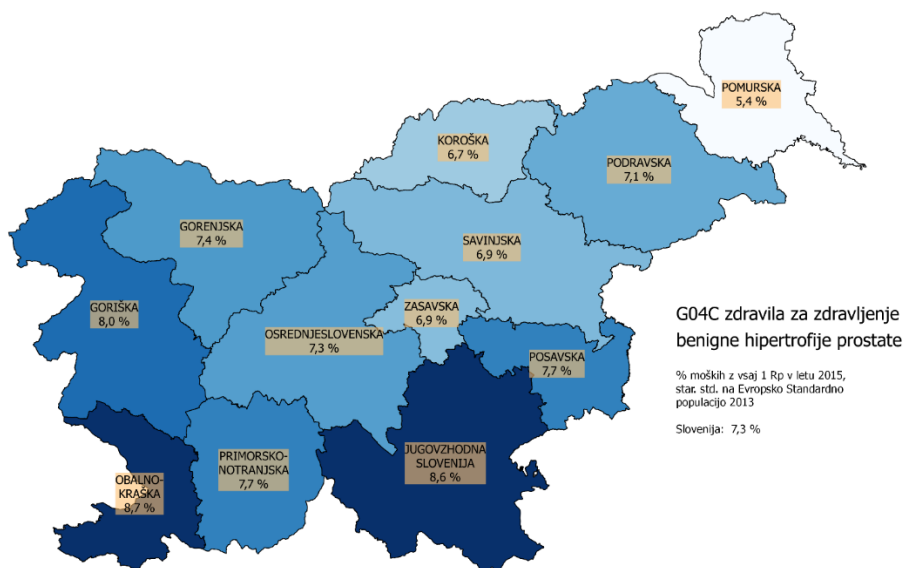 POMURSKA
5,4 %
KOROŠKA
6,7 %
PODRAVSKA
7,1 %
GORENJSKA
7,4 %
SAVINJSKA
6,9 %
GORIŠKA
8,0 %
ZASAVSKA
6,9 %
OSREDNJESLOVENSKA
7,3 %
POSAVSKA
7,7 %
PRIMORSKO-
NOTRANJSKA
7,7 %
JUGOVZHODNA
SLOVENIJA
8,6 %
OBALNO-
KRAŠKA
8,7 %
G04C zdravila za zdravljenje
benigne hipertrofije prostate
% moških z vsaj 1 Rp v letu 2015,
star. std. na Evropsko Standardno
populacijo 2013
Slovenija: 7,3 %